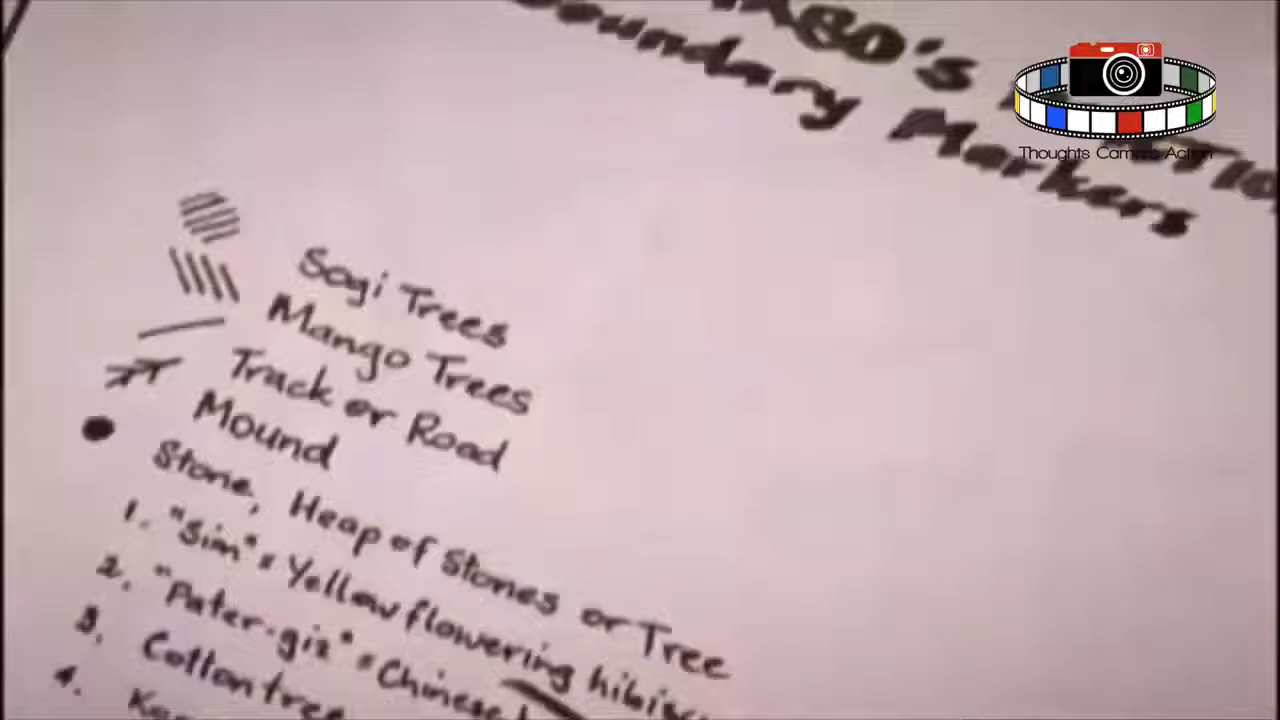 Boundary Markers
Thoughts Camera Action
Sogi Trees
Mango Trees
Track or Road
Mound
Stone, Heap of Stones or Tree
1. "Sim" = Yellow flowering
2. "Pater-giz" = Chinese
3. Cotton tree
4.